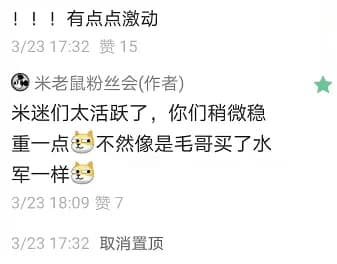 ！！！有点点激动
3/23 17:32 赞 15
米老鼠粉丝会(作者)
米迷们太活跃了，你们稍微稳
重一点不然像是毛哥买了水
军一样
3/23 18:09 赞 7
3/23 17:32 取消置顶